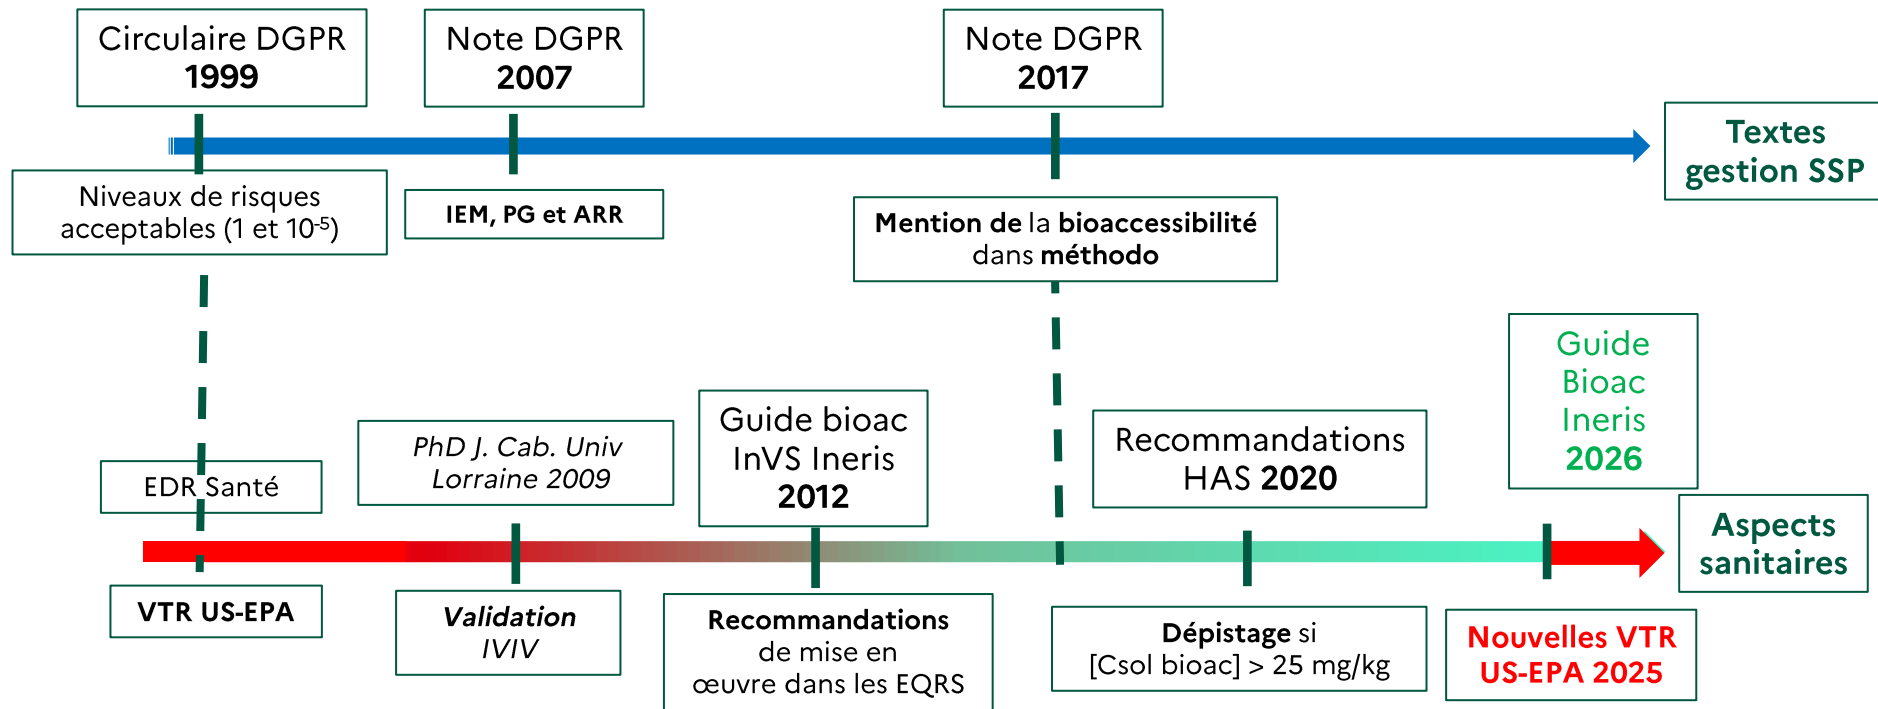 Circulaire DGPR
1999
Note DGPR
2007
Note DGPR
2017
Textes
gestion SSP
Niveaux de risques
acceptables (1 et 10-5)
IEM, PG et ARR
Mention de la bioaccessibilité
dans méthodo
Guide
Bioac
Ineris
2026
EDR Santé
PhD J. Cab. Univ
Lorraine 2009
Guide bioac
InVS Ineris
2012
Recommandations
HAS 2020
Aspects
sanitaires
VTR US-EPA
Validation
IVIV
Recommandations
de mise en
œuvre dans les EQRS
Dépistage si
[Csol bioac] > 25 mg/kg
Nouvelles VTR
US-EPA 2025